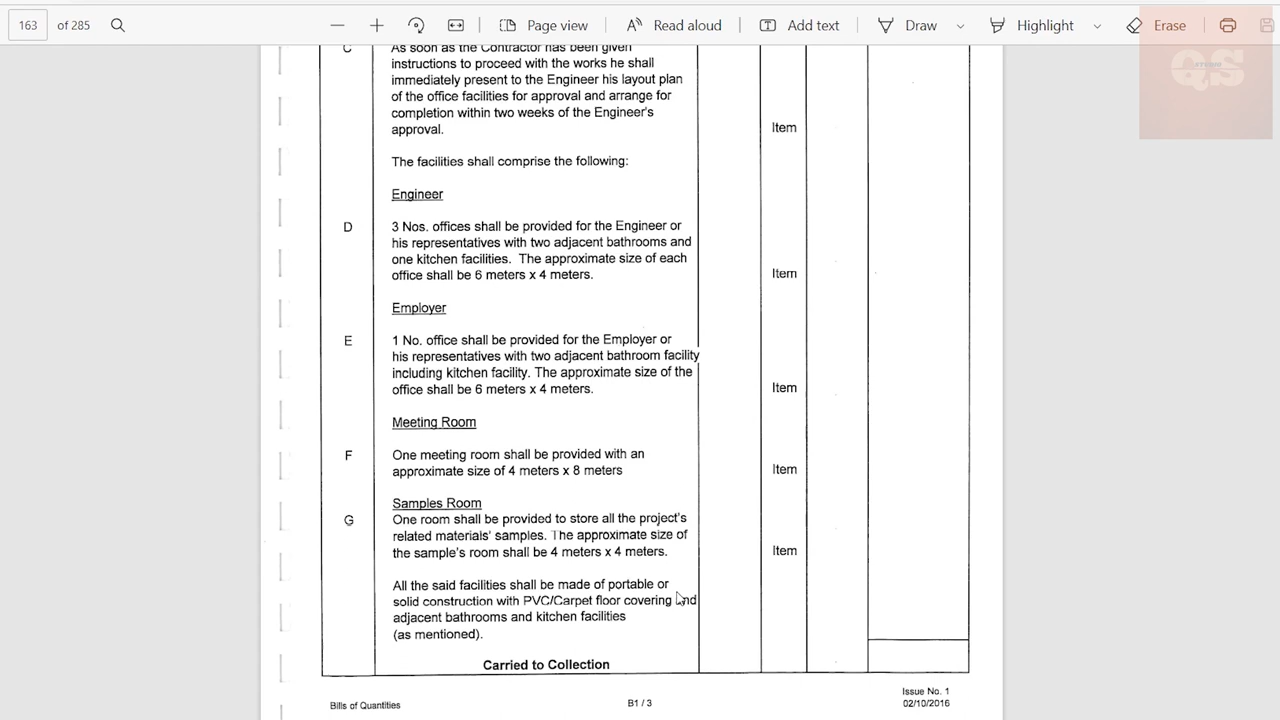 163 of 285 Page view Read aloud Add text Draw Highlight Erase
QS
STUDIO
C As soon as the Contractor has been given
instructions to proceed with the works he shall
immediately present to the Engineer his layout plan
of the office facilities for approval and arrange for
completion within two weeks of the Engineer's
approval. Item
The facilities shall comprise the following:
Engineer
D 3 Nos. offices shall be provided for the Engineer or
his representatives with two adjacent bathrooms and
one kitchen facilities. The approximate size of each
office shall be 6 meters x 4 meters. Item
Employer
E 1 No. office shall be provided for the Employer or
his representatives with two adjacent bathroom facility
including kitchen facility. The approximate size of the
office shall be 6 meters x 4 meters. Item
Meeting Room
F One meeting room shall be provided with an
approximate size of 4 meters x 8 meters Item
Samples Room
G One room shall be provided to store all the project's
related materials' samples. The approximate size of
the sample's room shall be 4 meters x 4 meters. Item
All the said facilities shall be made of portable or
solid construction with PVC/Carpet floor covering and
adjacent bathrooms and kitchen facilities
(as mentioned).
Carried to Collection
Bills of Quantities B1 / 3 Issue No. 1
02/10/2016